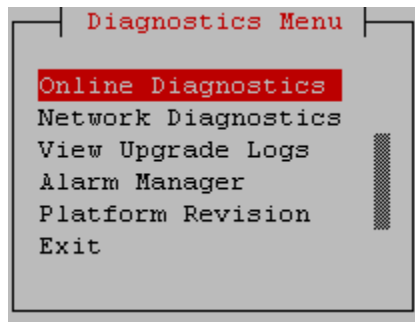 Diagnostics Menu
Online Diagnostics
Network Diagnostics
View Upgrade Logs
Alarm Manager
Platform Revision
Exit